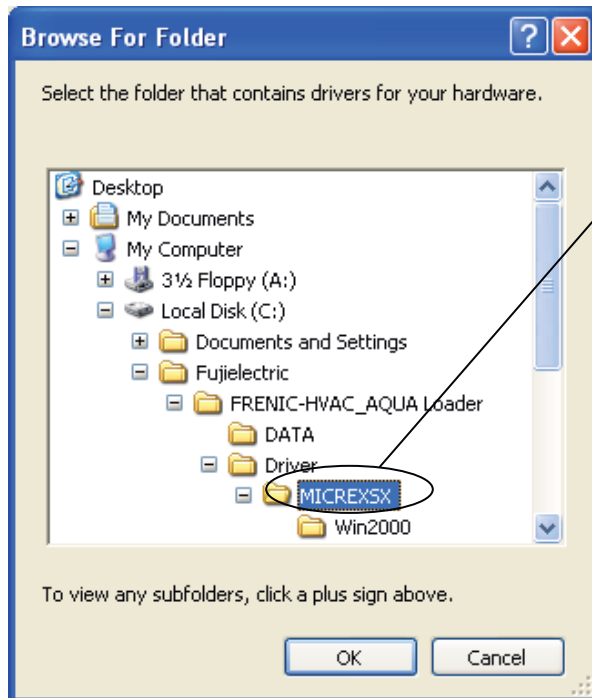 Browse For Folder
Select the folder that contains drivers for your hardware.
Desktop
My Documents
My Computer
3½ Floppy (A:)
Local Disk (C:)
Documents and Settings
Fujielectric
FRENIC-HVAC_AQUA Loader
DATA
Driver
MICREXSX
Win2000
To view any subfolders, click a plus sign above.
OK Cancel